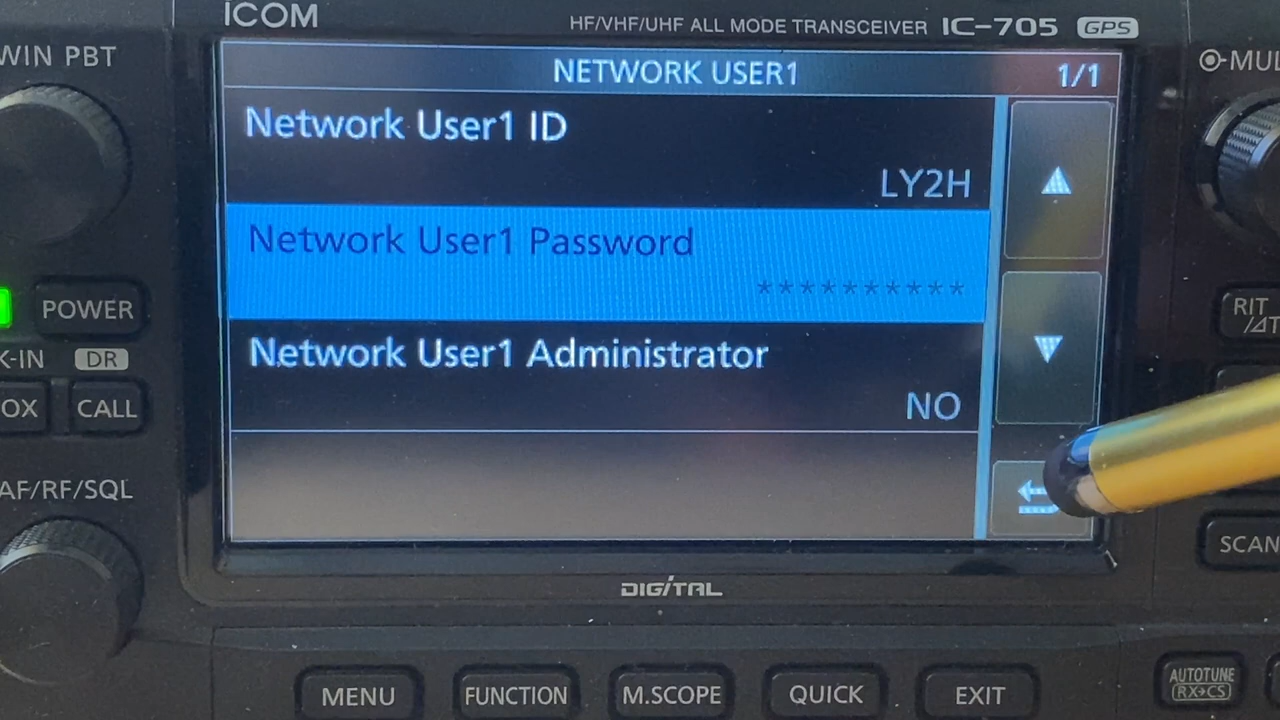 ICOM
HF/VHF/UHF ALL MODE TRANSCEIVER IC-705 GPS
WIN PBT
NETWORK USER1
1/1
MUL
Network User1 ID
LY2H
Network User1 Password
**********
Network User1 Administrator
NO
POWER
K-IN
DR
OX
CALL
AF/RF/SQL
RIT
/ΔT
SCAN
DIGITAL
MENU
FUNCTION
M.SCOPE
QUICK
EXIT
AUTOTUNE
RX→CS